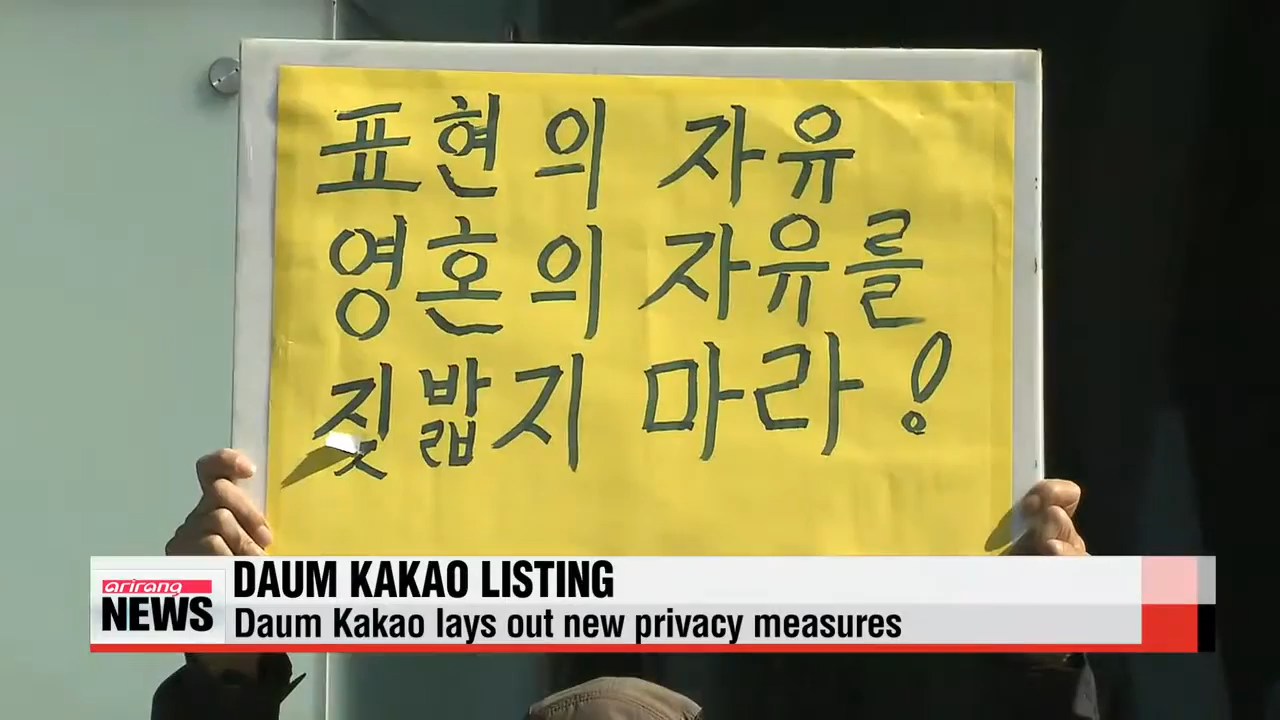 표현의 자유
영혼의 자유를
짓밟지 마라!
arirang
NEWS
DAUM KAKAO LISTING
Daum Kakao lays out new privacy measures